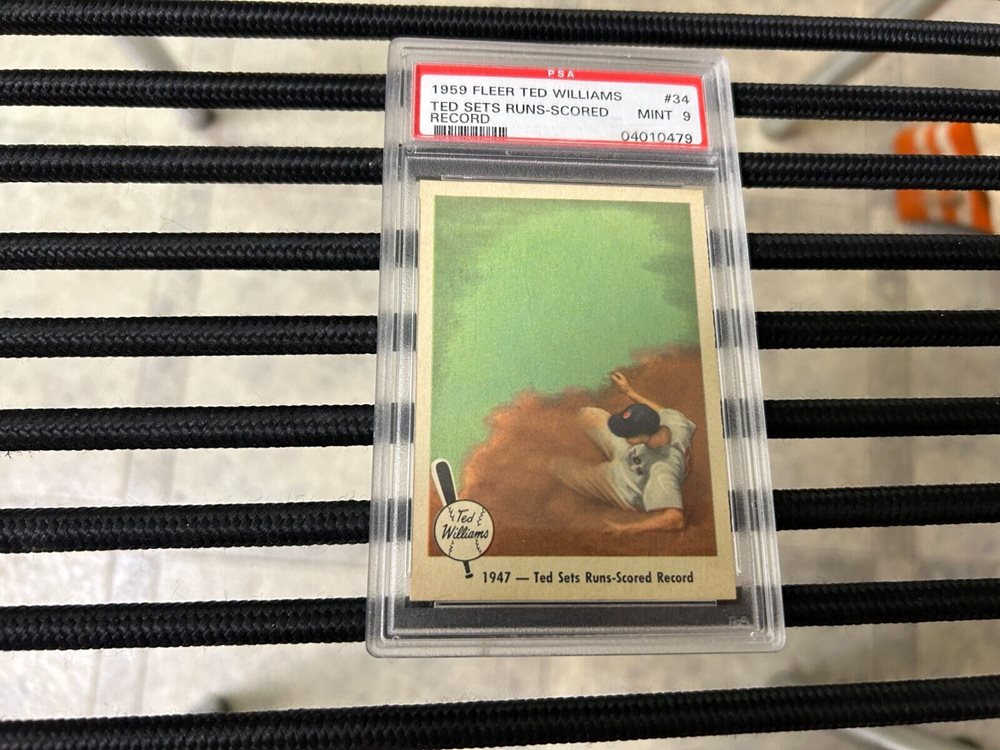 PSA
1959 FLEER TED WILLIAMS #34
TED SETS RUNS-SCORED MINT 9
RECORD
04010479
Ted
Williams
1947 — Ted Sets Runs-Scored Record